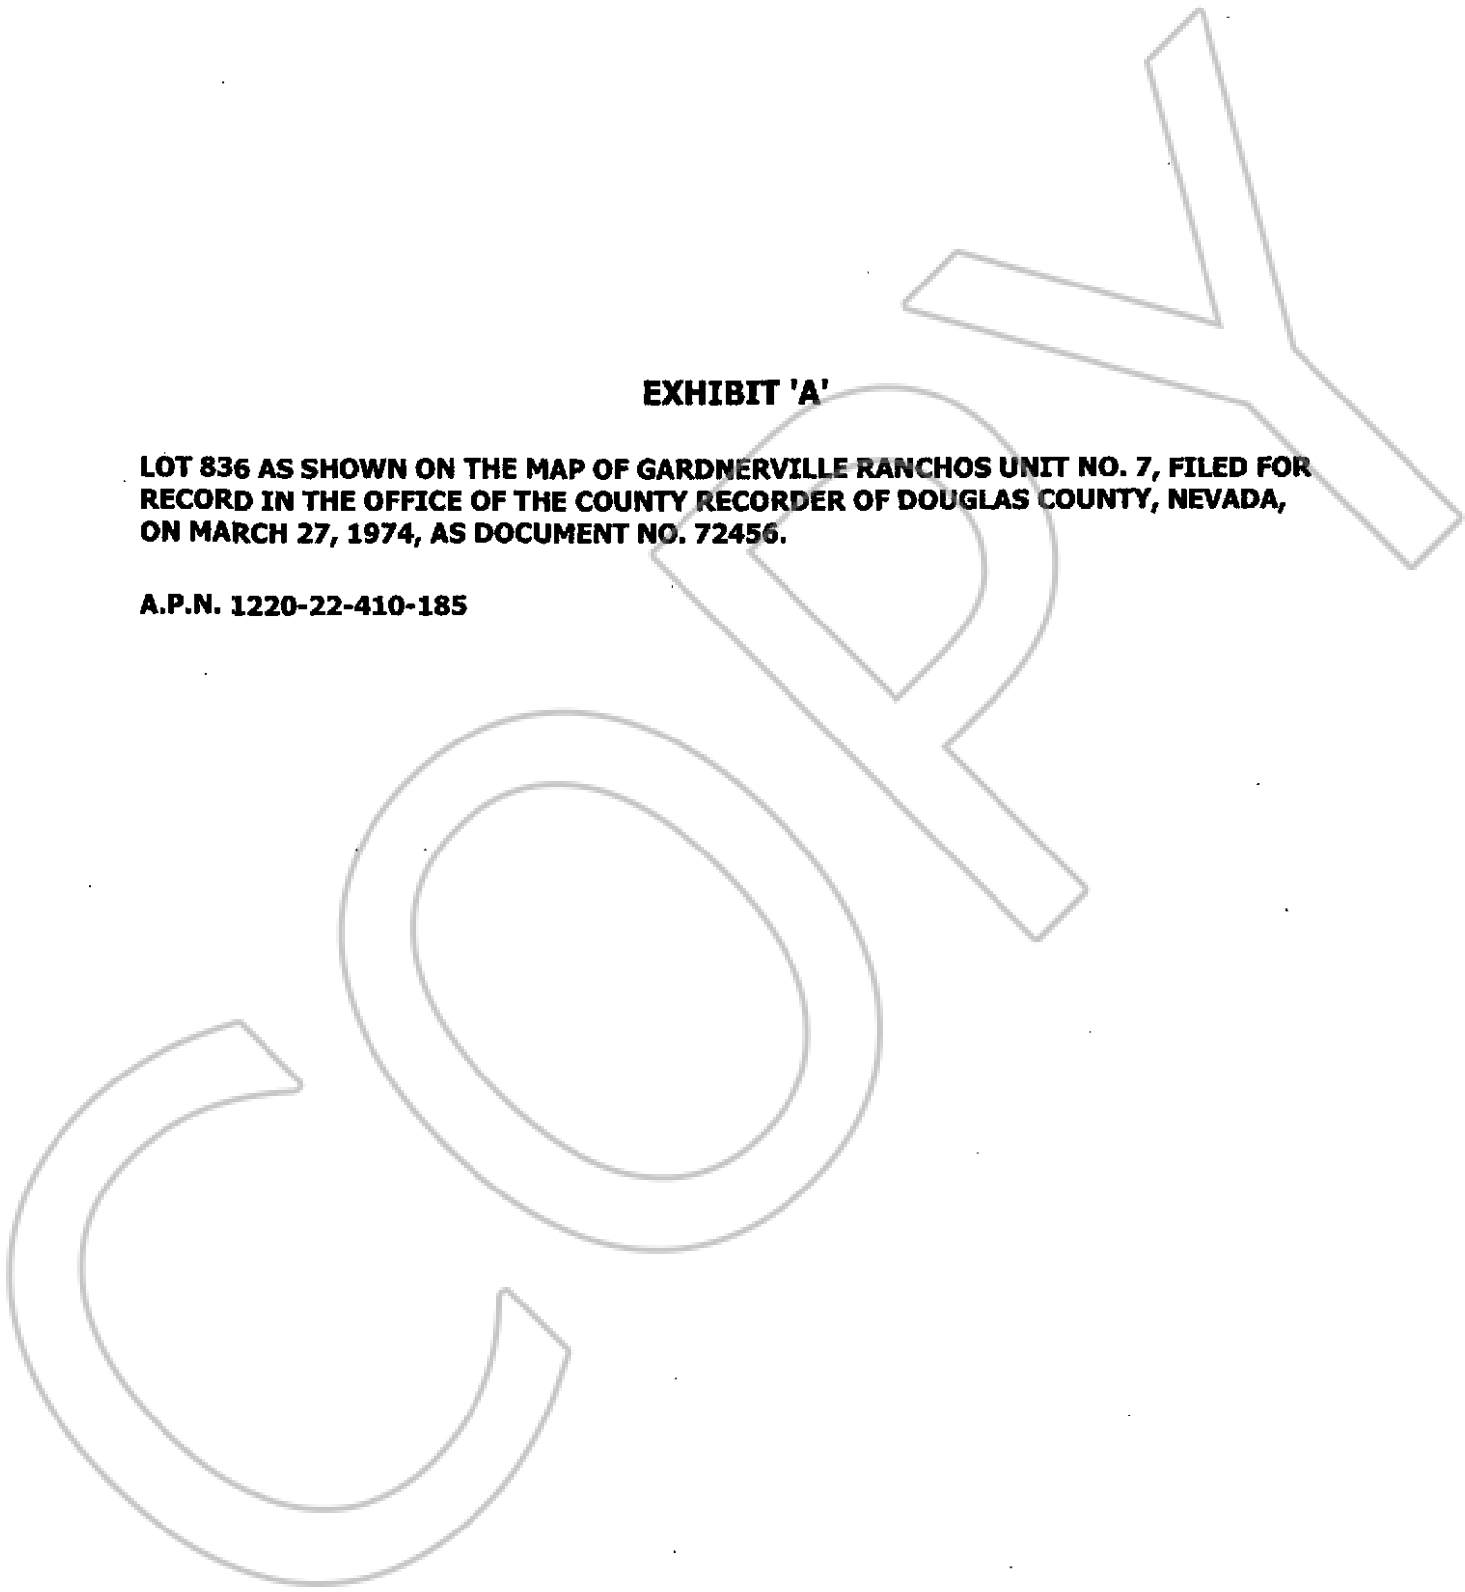 EXHIBIT 'A'
LOT 836 AS SHOWN ON THE MAP OF GARDNERVILLE RANCHOS UNIT NO. 7, FILED FOR
RECORD IN THE OFFICE OF THE COUNTY RECORDER OF DOUGLAS COUNTY, NEVADA,
ON MARCH 27, 1974, AS DOCUMENT NO. 72456.
A.P.N. 1220-22-410-185
COPY